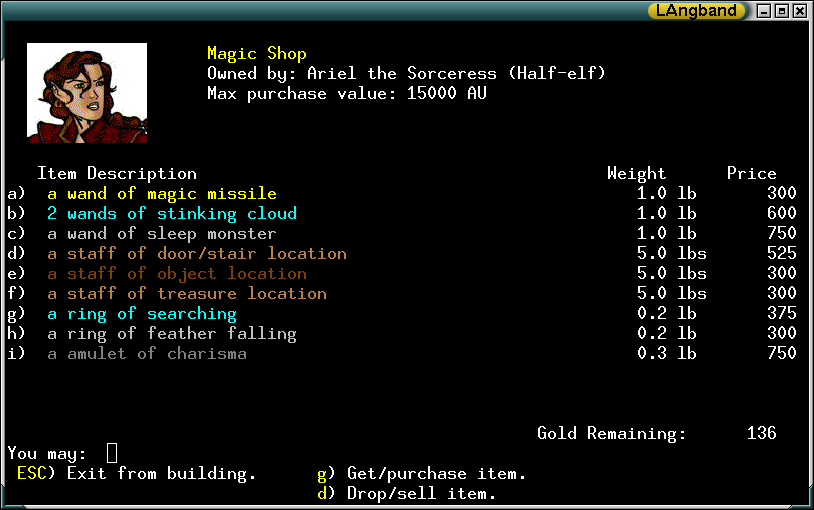 LAngband
Magic Shop
Owned by: Ariel the Sorceress (Half-elf)
Max purchase value: 15000 AU
Item Description Weight Price
a) a wand of magic missile 1.0 lb 300
b) 2 wands of stinking cloud 1.0 lb 600
c) a wand of sleep monster 1.0 lb 750
d) a staff of door/stair location 5.0 lbs 525
e) a staff of object location 5.0 lbs 300
f) a staff of treasure location 5.0 lbs 300
g) a ring of searching 0.2 lb 375
h) a ring of feather falling 0.2 lb 300
i) a amulet of charisma 0.3 lb 750
Gold Remaining: 136
You may:
ESC) Exit from building. g) Get/purchase item.
d) Drop/sell item.